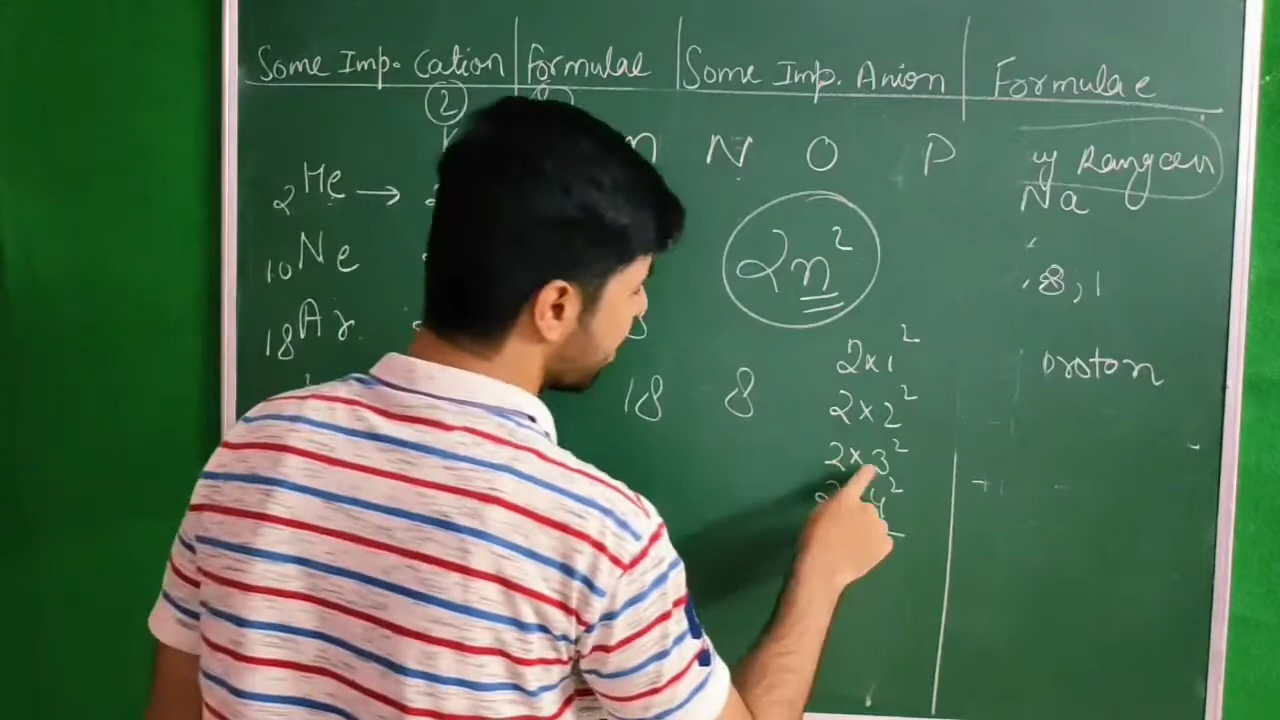 Some Imp. Cation Formulae Some Imp. Anion Formulae
2
N O P
2He →
10Ne
18Ar
2n²
Na
8, 1
proton
18 8
2×1²
2×2²
2×3²
4²